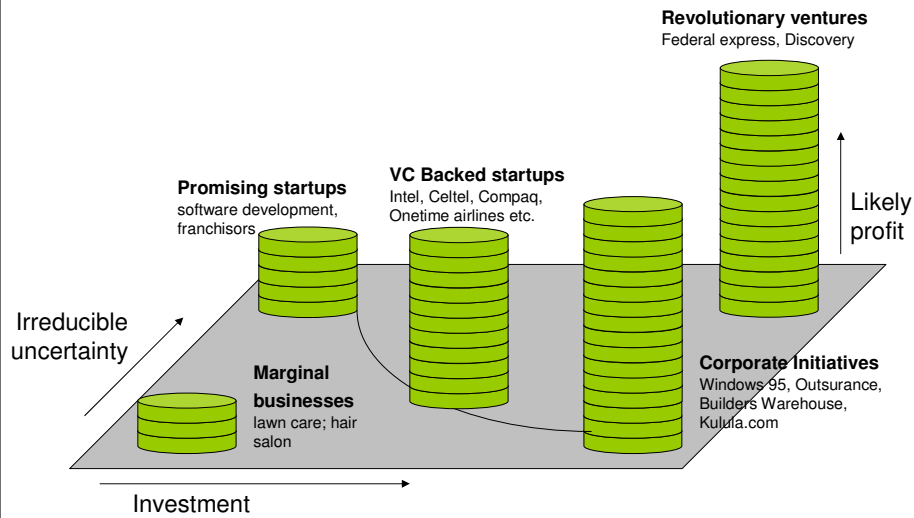 Revolutionary ventures
Federal express, Discovery
Promising startups
software development,
franchisors
VC Backed startups
Intel, Celtel, Compaq,
Onetime airlines etc.
Likely
profit
Irreducible
uncertainty
Marginal
businesses
lawn care; hair
salon
Corporate Initiatives
Windows 95, Outsurance,
Builders Warehouse,
Kulula.com
Investment